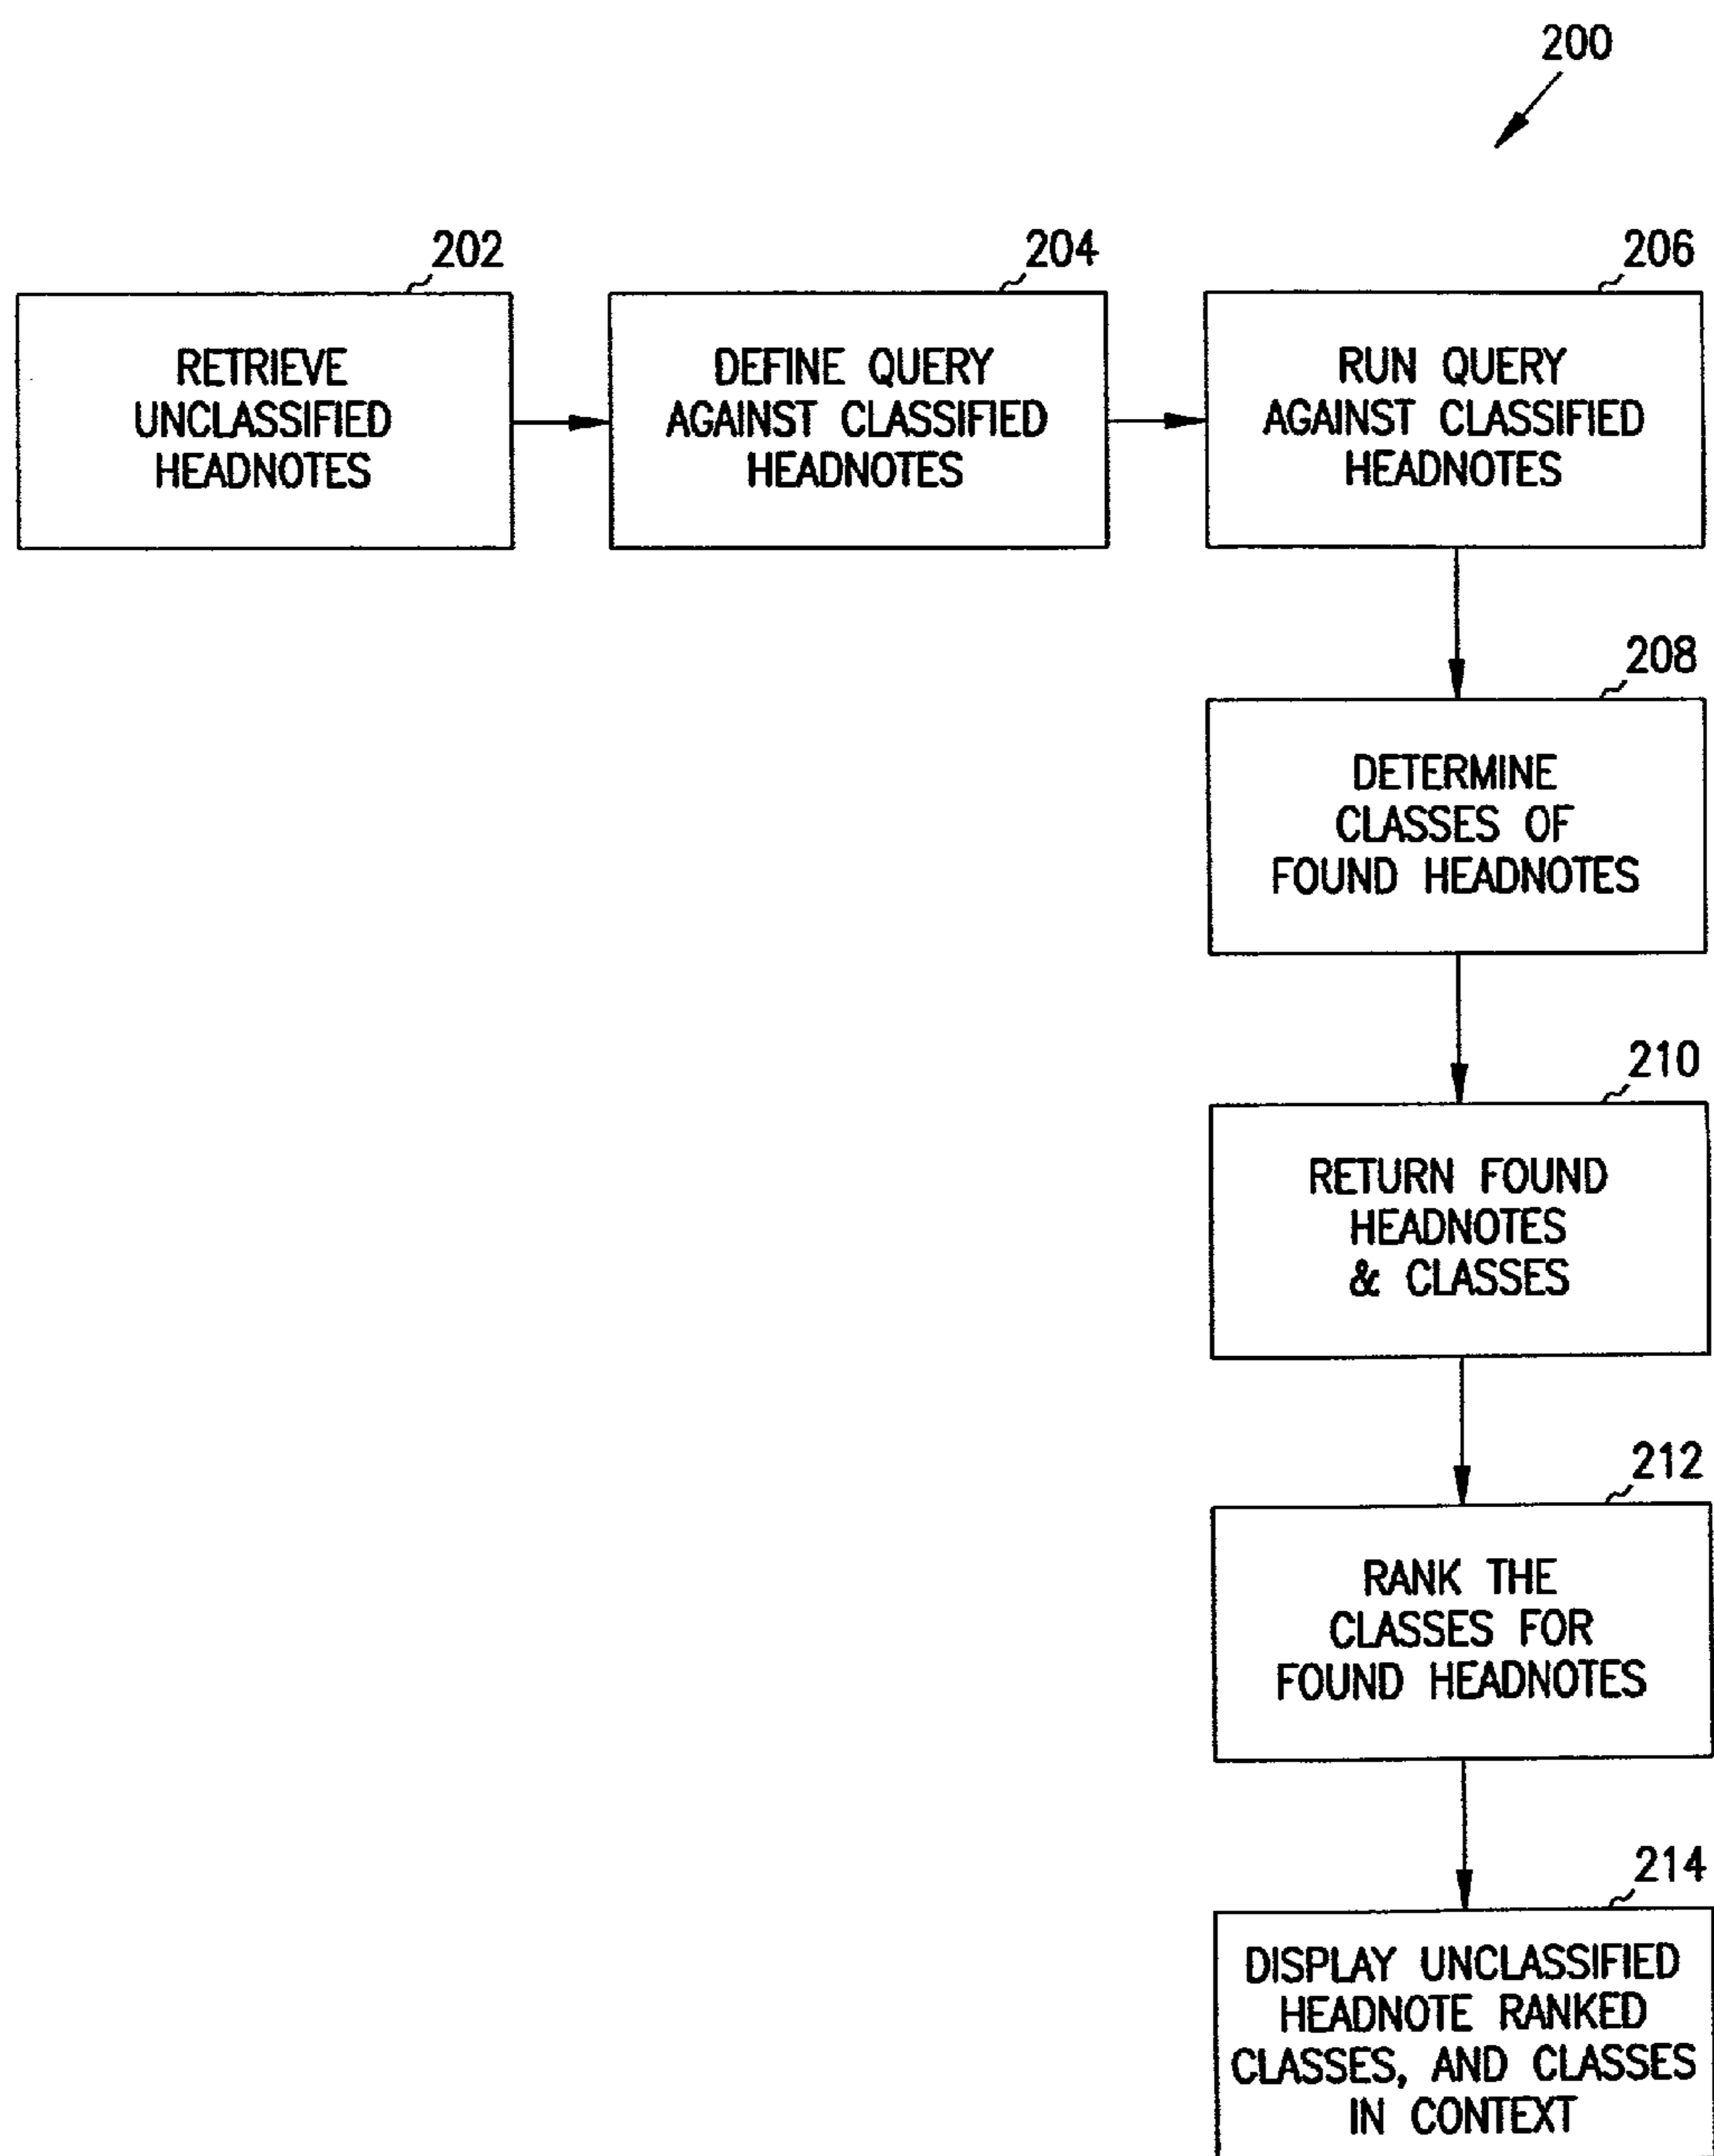 200
202
RETRIEVE
UNCLASSIFIED
HEADNOTES
204
DEFINE QUERY
AGAINST CLASSIFIED
HEADNOTES
206
RUN QUERY
AGAINST CLASSIFIED
HEADNOTES
208
DETERMINE
CLASSES OF
FOUND HEADNOTES
210
RETURN FOUND
HEADNOTES
& CLASSES
212
RANK THE
CLASSES FOR
FOUND HEADNOTES
214
DISPLAY UNCLASSIFIED
HEADNOTE RANKED
CLASSES, AND CLASSES
IN CONTEXT